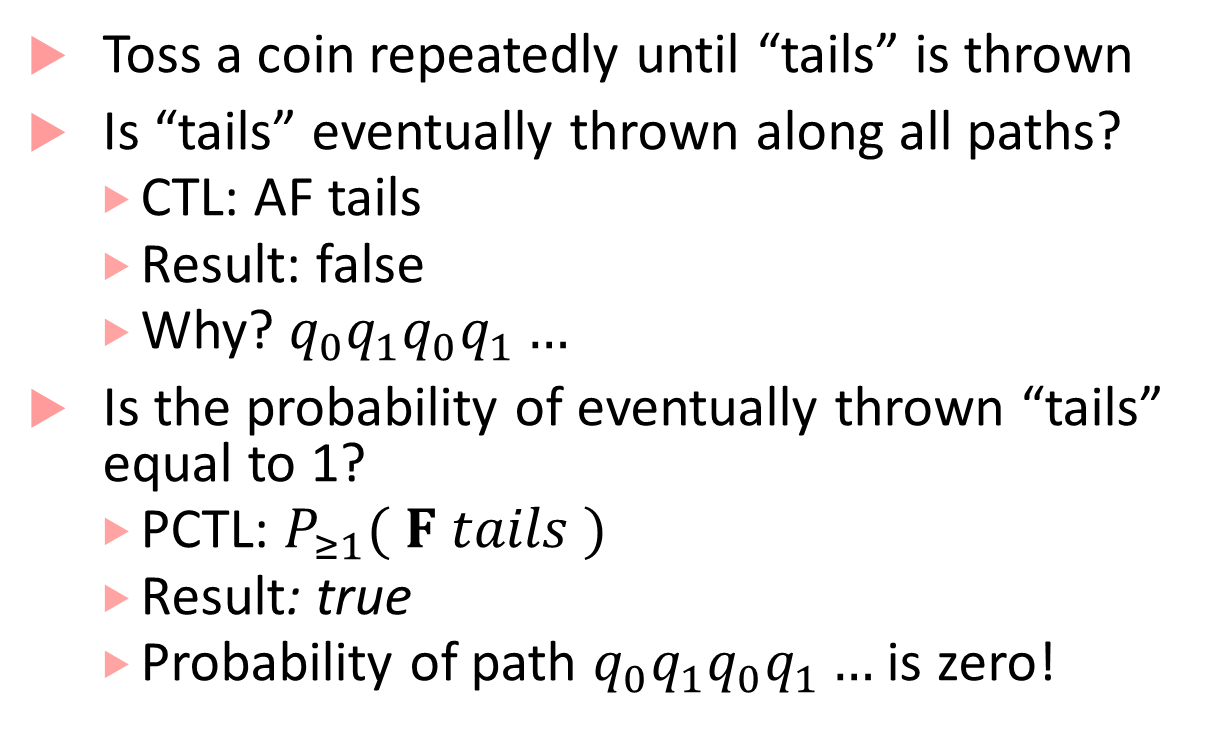 Toss a coin repeatedly until “tails” is thrown
Is “tails” eventually thrown along all paths?
CTL: AF tails
Result: false
Why? q₀q₁q₀q₁ …
Is the probability of eventually thrown “tails”
equal to 1?
PCTL: P≥₁( F tails )
Result: true
Probability of path q₀q₁q₀q₁ … is zero!